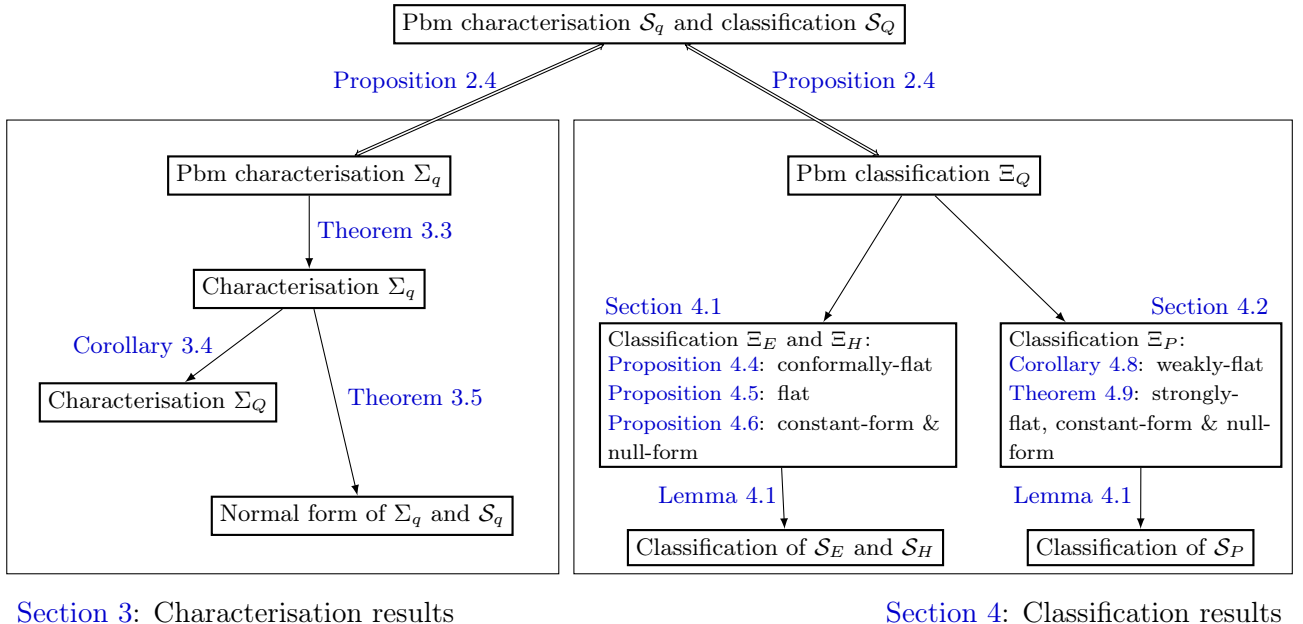 Pbm characterisation 𝒮_q and classification 𝒮_Q
Proposition 2.4
Proposition 2.4
Pbm characterisation Σ_q
Theorem 3.3
Characterisation Σ_q
Corollary 3.4
Characterisation Σ_Q
Theorem 3.5
Normal form of Σ_q and 𝒮_q
Section 3: Characterisation results
Pbm classification Ξ_Q
Section 4.1
Classification Ξ_E and Ξ_H:
Proposition 4.4: conformally-flat
Proposition 4.5: flat
Proposition 4.6: constant-form &
null-form
Lemma 4.1
Classification of 𝒮_E and 𝒮_H
Section 4.2
Classification Ξ_P:
Corollary 4.8: weakly-flat
Theorem 4.9: strongly-
flat, constant-form & null-
form
Lemma 4.1
Classification of 𝒮_P
Section 4: Classification results